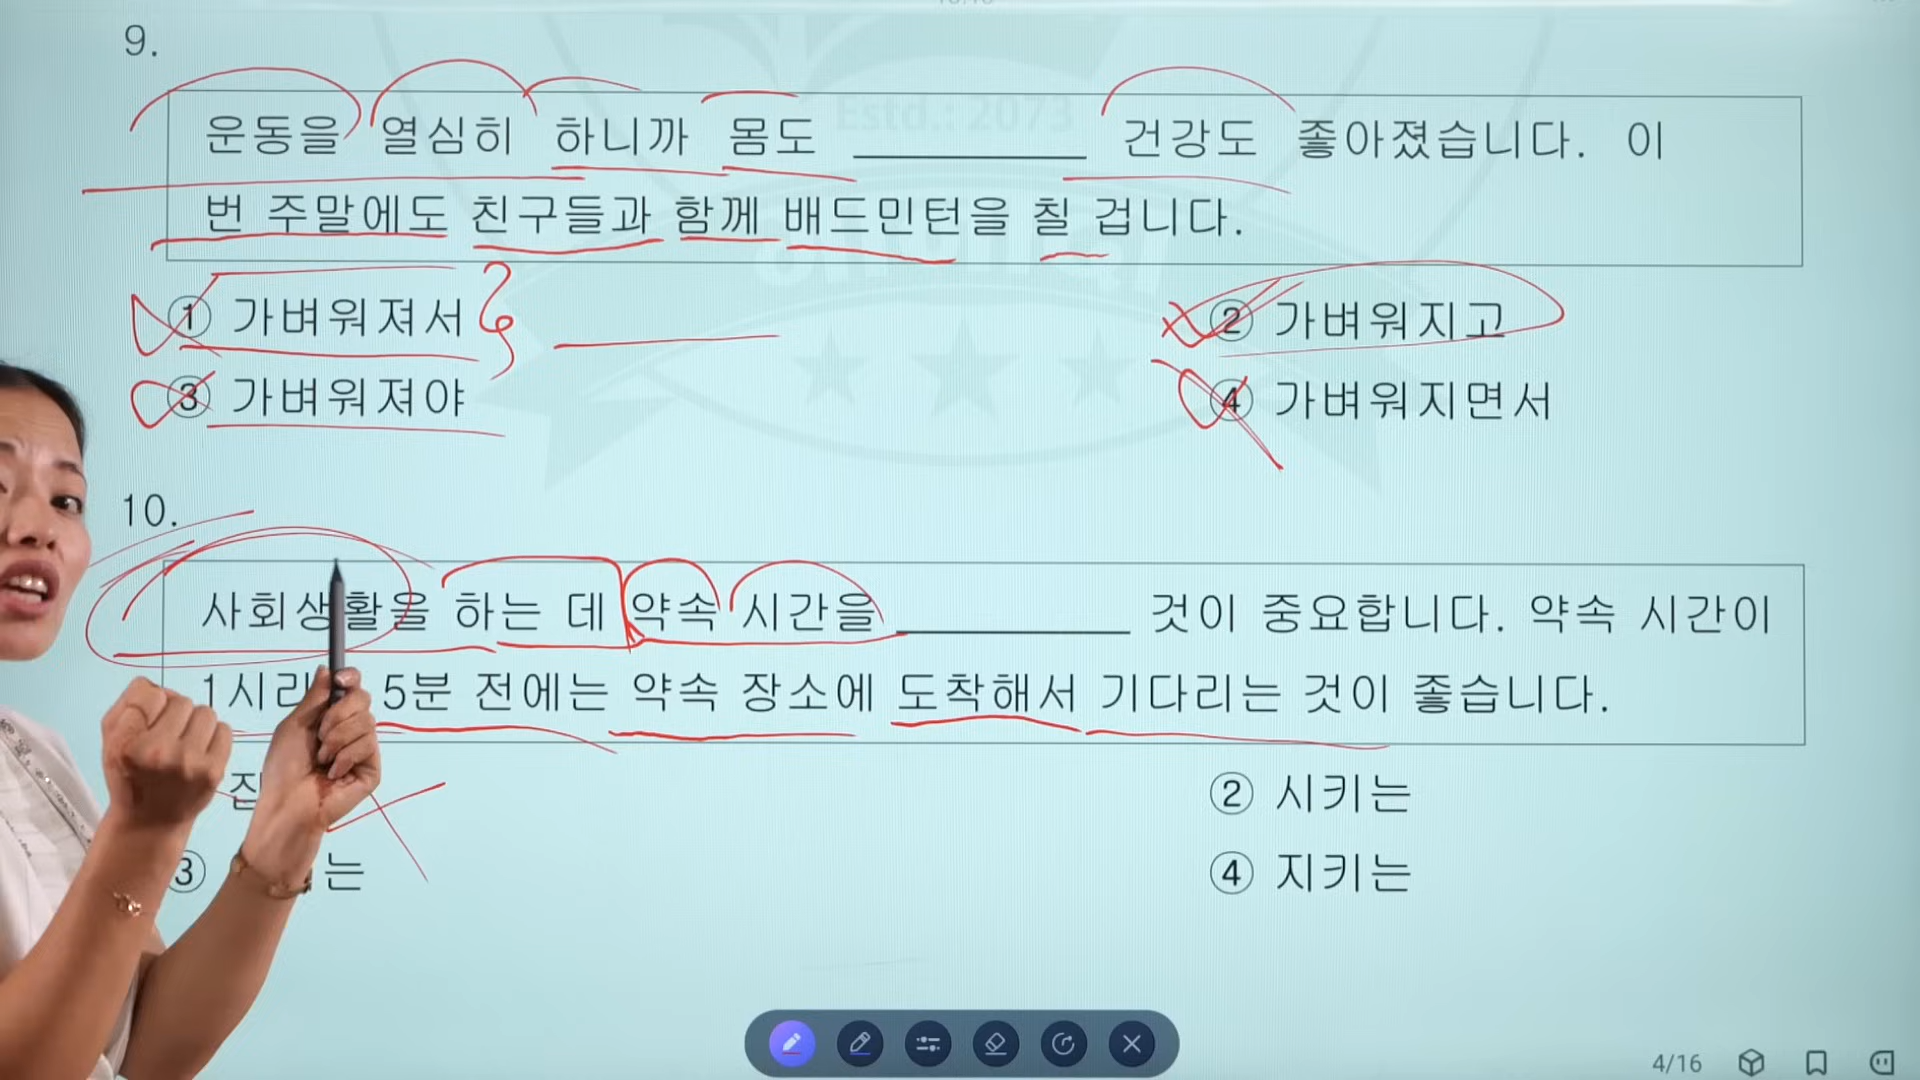 9.
운동을 열심히 하니까 몸도 __________ 건강도 좋아졌습니다. 이
번 주말에도 친구들과 함께 배드민턴을 칠 겁니다.
① 가벼워져서 ② 가벼워지고
③ 가벼워져야 ④ 가벼워지면서
10.
사회생활을 하는 데 약속 시간을 __________ 것이 중요합니다. 약속 시간이
5분 전에는 약속 장소에 도착해서 기다리는 것이 좋습니다.
② 시키는
③ 는 ④ 지키는
Estd.: 2073
4/16